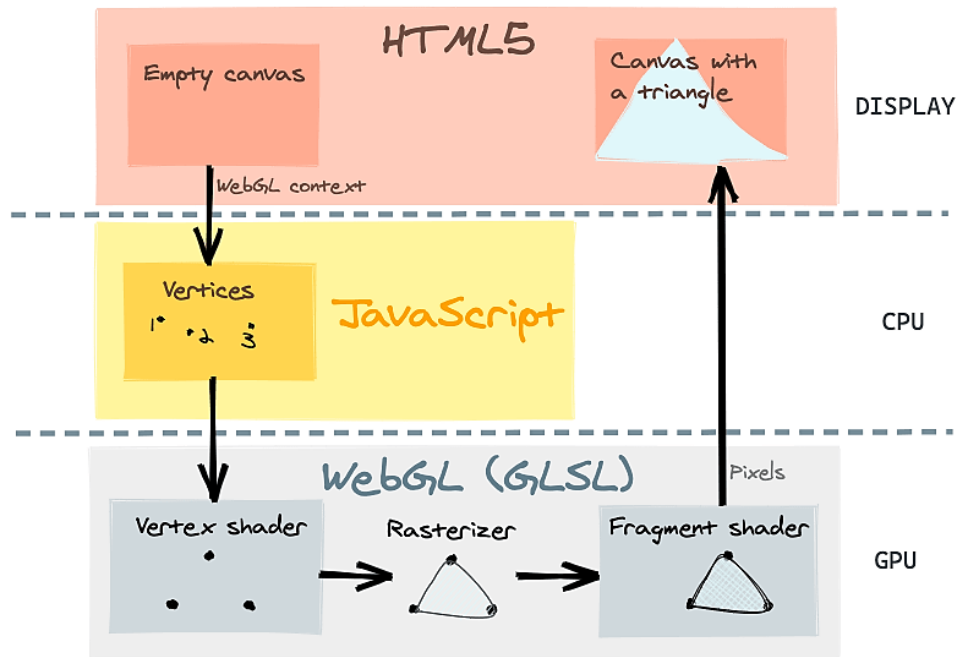 HTML5
Empty canvas
Canvas with
a triangle
DISPLAY
WebGL context
Vertices
1 2 3
JavaScript
CPU
WebGL (GLSL)
Pixels
Vertex shader
Rasterizer
Fragment shader
GPU